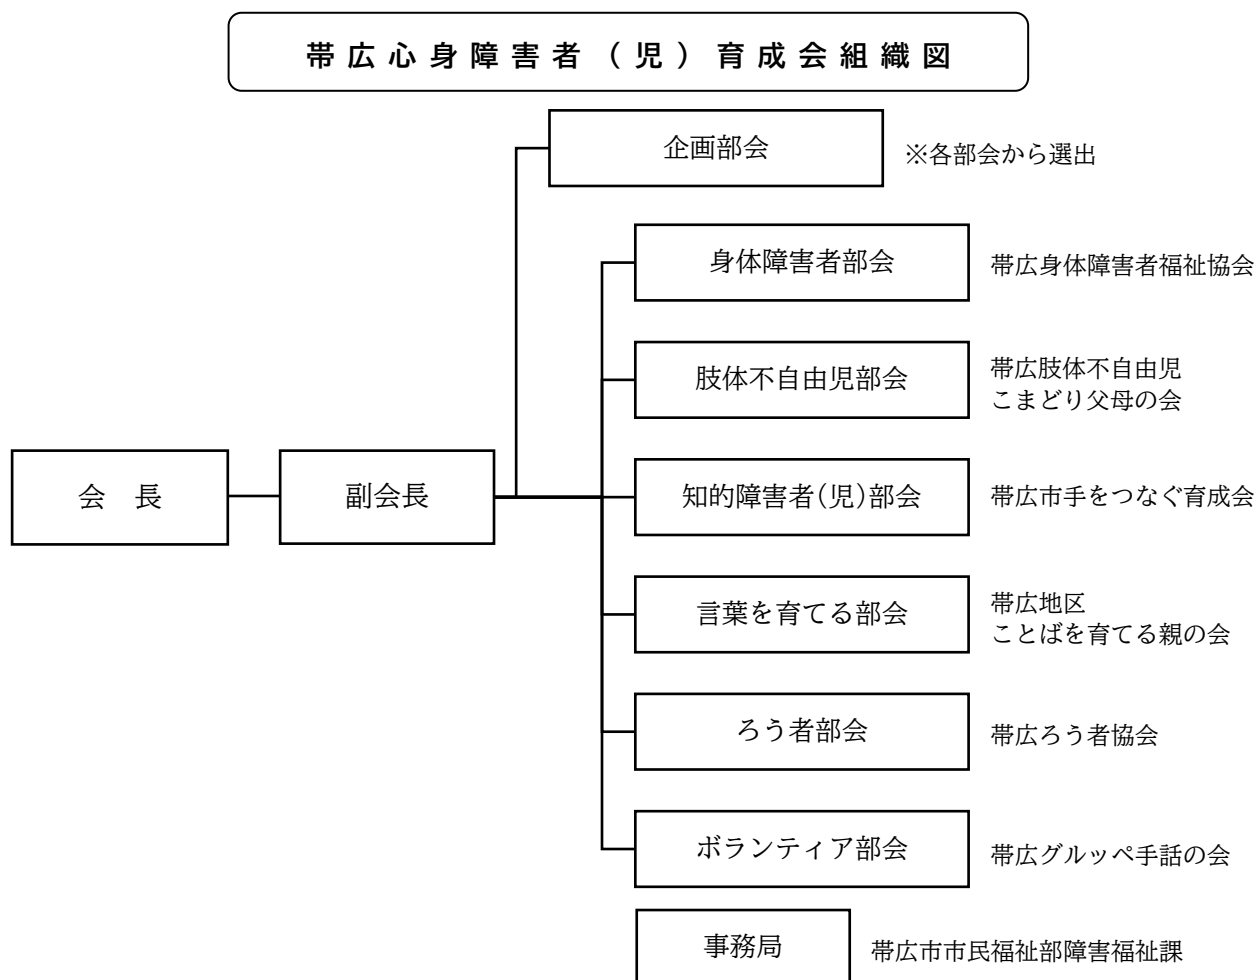 帯広心身障害者（児）育成会組織図
企画部会
※各部会から選出
身体障害者部会
帯広身体障害者福祉協会
肢体不自由児部会
帯広肢体不自由児
こまどり父母の会
会　長
副会長
知的障害者(児)部会
帯広市手をつなぐ育成会
言葉を育てる部会
帯広地区
ことばを育てる親の会
ろう者部会
帯広ろう者協会
ボランティア部会
帯広グルッペ手話の会
事務局
帯広市市民福祉部障害福祉課